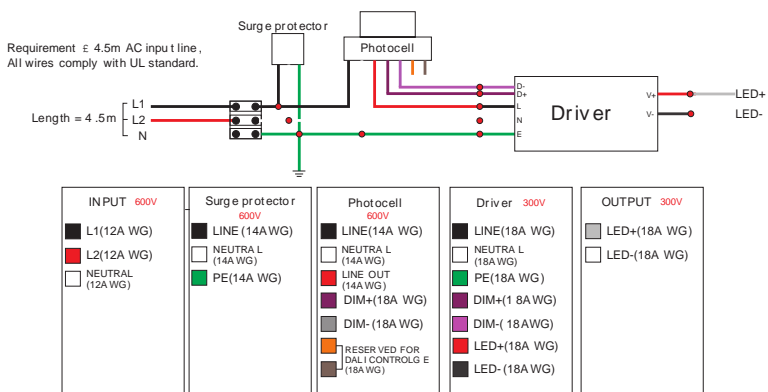 Surge protector
Requirement £ 4.5m AC input line,
All wires comply with UL standard.
Photocell
Length = 4.5m
L1
L2
N
D-
D+
L
N
E
Driver
V+
V-
LED+
LED-
INPUT 600V
L1(12AWG)
L2(12AWG)
NEUTRAL
(12AWG)
Surge protector
600V
LINE (14AWG)
NEUTRAL
(14AWG)
PE(14AWG)
Photocell
600V
LINE(14AWG)
NEUTRAL
(14AWG)
LINE OUT
(14AWG)
DIM+(18AWG)
DIM-(18AWG)
RESERVED FOR
DALI CONTROLGE
(18AWG)
Driver 300V
LINE(18AWG)
NEUTRAL
(18AWG)
PE(18AWG)
DIM+(18AWG)
DIM-(18AWG)
LED+(18AWG)
LED-(18AWG)
OUTPUT 300V
LED+(18AWG)
LED-(18AWG)